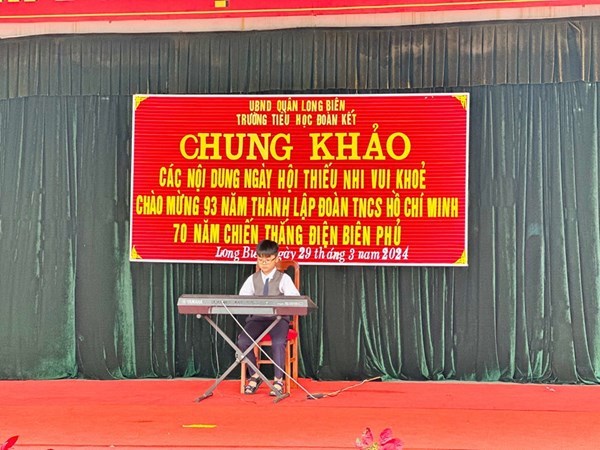 UBND QUẬN LONG BIÊN
TRƯỜNG TIỂU HỌC ĐOÀN KẾT
CHUNG KHẢO
CÁC NỘI DUNG NGÀY HỘI THIẾU NHI VUI KHOẺ
CHÀO MỪNG 93 NĂM THÀNH LẬP ĐOÀN TNCS HỒ CHÍ MINH
70 NĂM CHIẾN THẮNG ĐIỆN BIÊN PHỦ
Long ngày 29 tháng 3 năm 2024